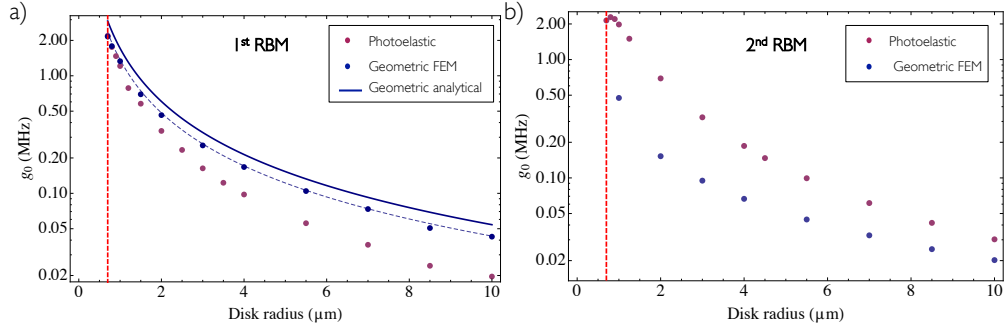 a)
1st RBM
Photoelastic
Geometric FEM
Geometric analytical
g0 (MHz)
2.00
1.00
0.50
0.20
0.10
0.05
0.02
0 2 4 6 8 10
Disk radius (µm)
b)
2nd RBM
Photoelastic
Geometric FEM
g0 (MHz)
2.00
1.00
0.50
0.20
0.10
0.05
0.02
0 2 4 6 8 10
Disk radius (µm)